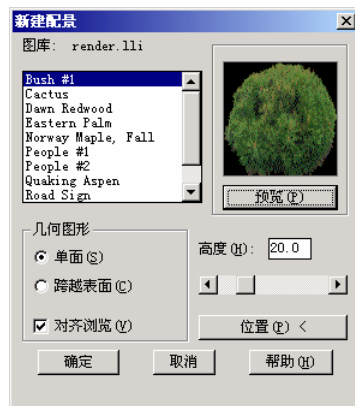 新建配景
图库: render.lli
Bush #1
Cactus
Dawn Redwood
Eastern Palm
Norway Maple, Fall
People #1
People #2
Quaking Aspen
Road Sign
预览(P)
几何图形
单面(S)
跨越表面(C)
对齐浏览(V)
高度(H): 20.0
位置(P) <
确定
取消
帮助(H)